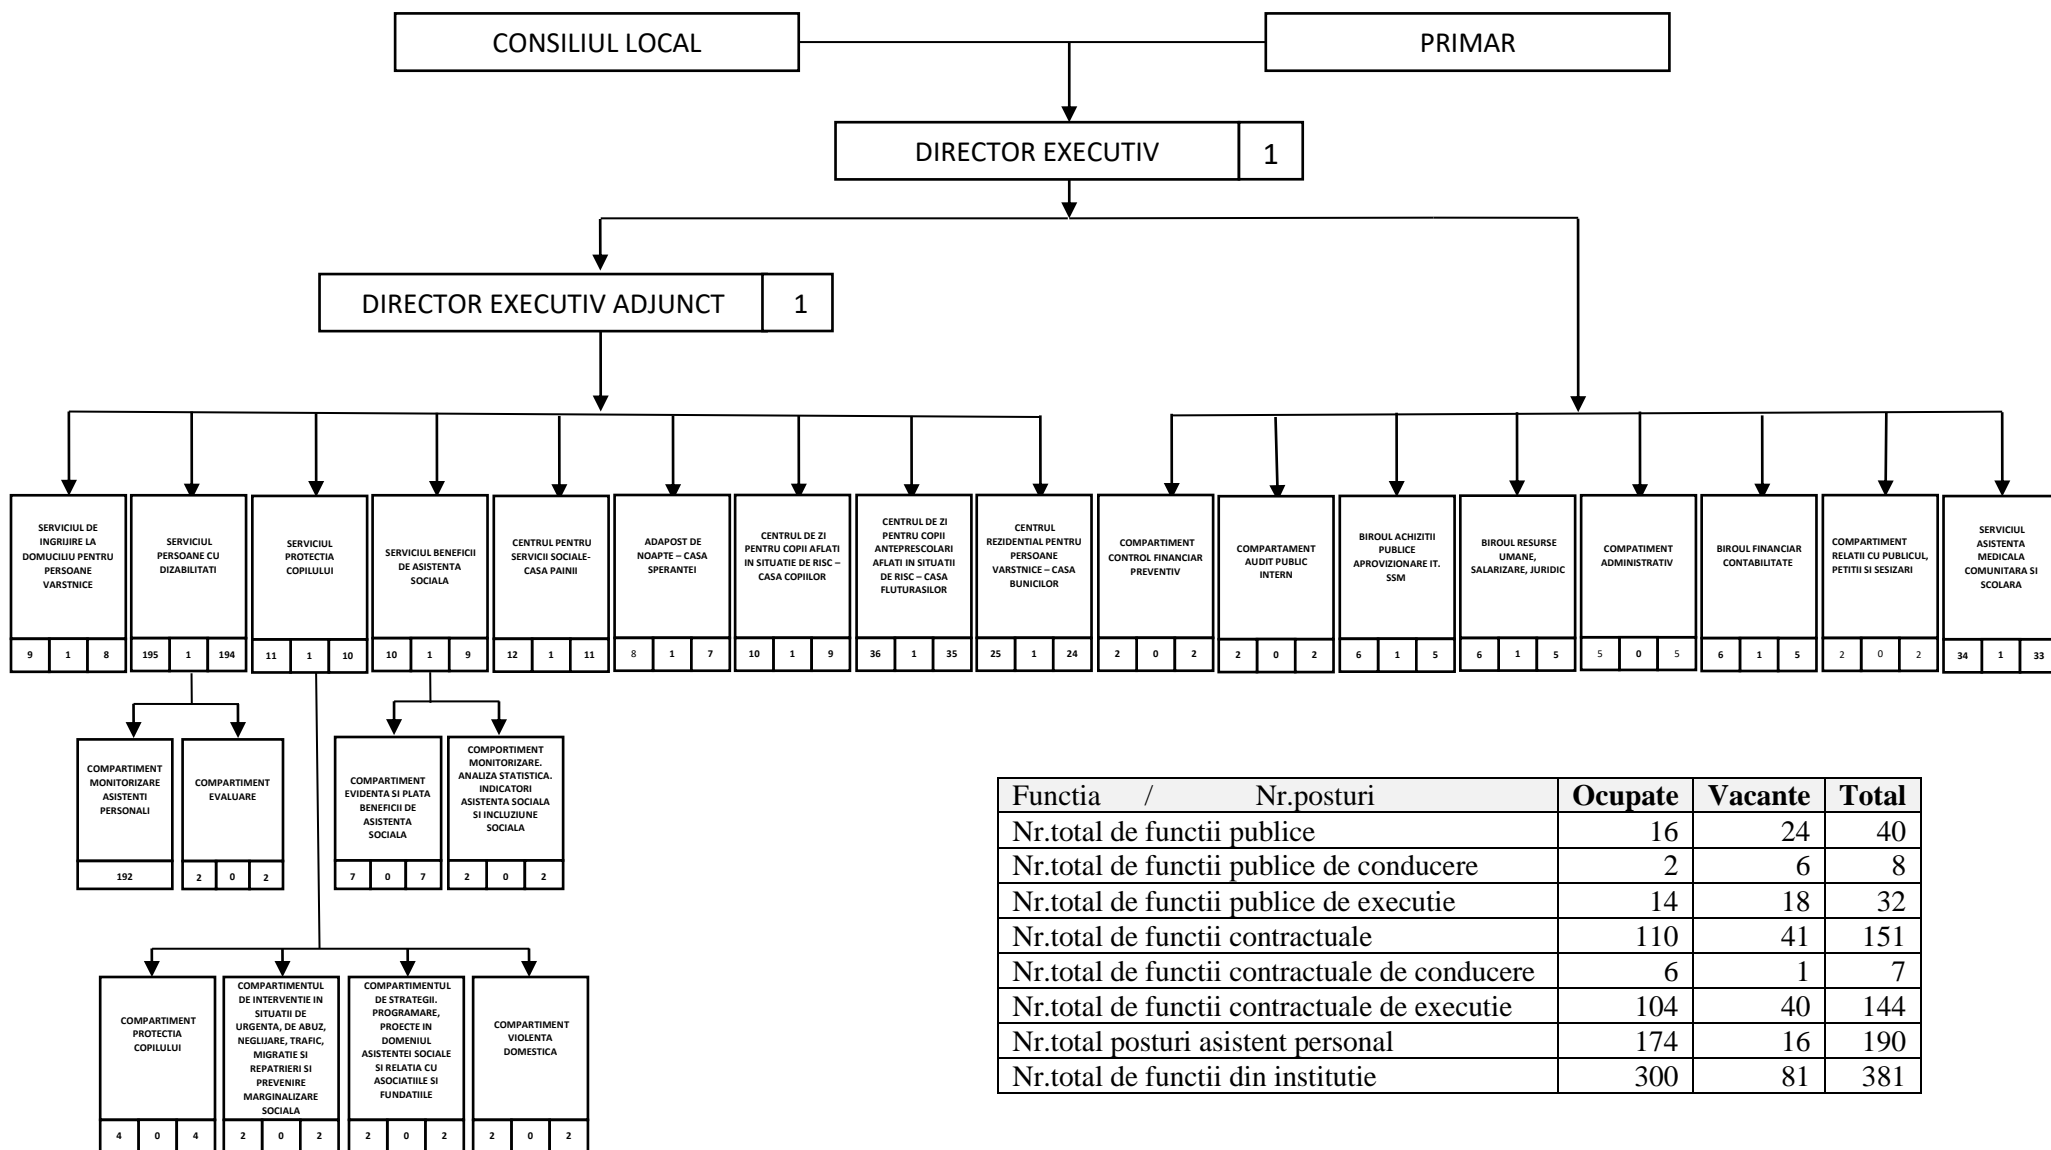 CONSILIUL LOCAL
PRIMAR
DIRECTOR EXECUTIV 1
DIRECTOR EXECUTIV ADJUNCT 1
SERVICIUL DE
INGRIJIRE LA
DOMUCILIU PENTRU
PERSOANE
VARSTNICE
9 1 8
SERVICIUL
PERSOANE CU
DIZABILITATI
195 1 194
SERVICIUL
PROTECTIA
COPILULUI
11 1 10
SERVICIUL BENEFICII
DE ASISTENTA
SOCIALA
10 1 9
CENTRUL PENTRU
SERVICII SOCIALE-
CASA PAINII
12 1 11
ADAPOST DE
NOAPTE – CASA
SPERANTEI
8 1 7
CENTRUL DE ZI
PENTRU COPII AFLATI
IN SITUATIE DE RISC –
CASA COPIILOR
10 1 9
CENTRUL DE ZI
PENTRU COPII
ANTEPRESCOLARI
AFLATI IN SITUATII
DE RISC – CASA
FLUTURASILOR
36 1 35
CENTRUL
REZIDENTIAL PENTRU
PERSOANE
VARSTNICE – CASA
BUNICILOR
25 1 24
COMPARTIMENT
CONTROL FINANCIAR
PREVENTIV
2 0 2
COMPARTAMENT
AUDIT PUBLIC
INTERN
2 0 2
BIROUL ACHIZITII
PUBLICE
APROVIZIONARE IT.
SSM
6 1 5
BIROUL RESURSE
UMANE,
SALARIZARE, JURIDIC
6 1 5
COMPATIMENT
ADMINISTRATIV
5 0 5
BIROUL FINANCIAR
CONTABILITATE
6 1 5
COMPARTIMENT
RELATII CU PUBLICUL,
PETITII SI SESIZARI
2 0 2
SERVICIUL
ASISTENTA
MEDICALA
COMUNITARA SI
SCOLARA
34 1 33
COMPARTIMENT
MONITORIZARE
ASISTENTI
PERSONALI
192
COMPARTIMENT
EVALUARE
2 0 2
COMPARTIMENT
EVIDENTA SI PLATA
BENEFICII DE
ASISTENTA
SOCIALA
7 0 7
COMPORTIMENT
MONITORIZARE.
ANALIZA STATISTICA.
INDICATORI
ASISTENTA SOCIALA
SI INCLUZIUNE
SOCIALA
2 0 2
COMPARTIMENT
PROTECTIA
COPILULUI
4 0 4
COMPARTIMENTUL
DE INTERVENTIE IN
SITUATII DE
URGENTA, DE ABUZ,
NEGLIJARE, TRAFIC,
MIGRATIE SI
REPATRIERI SI
PREVENIRE
MARGINALIZARE
SOCIALA
2 0 2
COMPARTIMENTUL
DE STRATEGII.
PROGRAMARE,
PROECTE IN
DOMENIUL
ASISTENTEI SOCIALE
SI RELATIA CU
ASOCIATIILE SI
FUNDATIILE
2 0 2
COMPARTIMENT
VIOLENTA
DOMESTICA
2 0 2
Functia / Nr.posturi Ocupate Vacante Total
Nr.total de functii publice 16 24 40
Nr.total de functii publice de conducere 2 6 8
Nr.total de functii publice de executie 14 18 32
Nr.total de functii contractuale 110 41 151
Nr.total de functii contractuale de conducere 6 1 7
Nr.total de functii contractuale de executie 104 40 144
Nr.total posturi asistent personal 174 16 190
Nr.total de functii din institutie 300 81 381